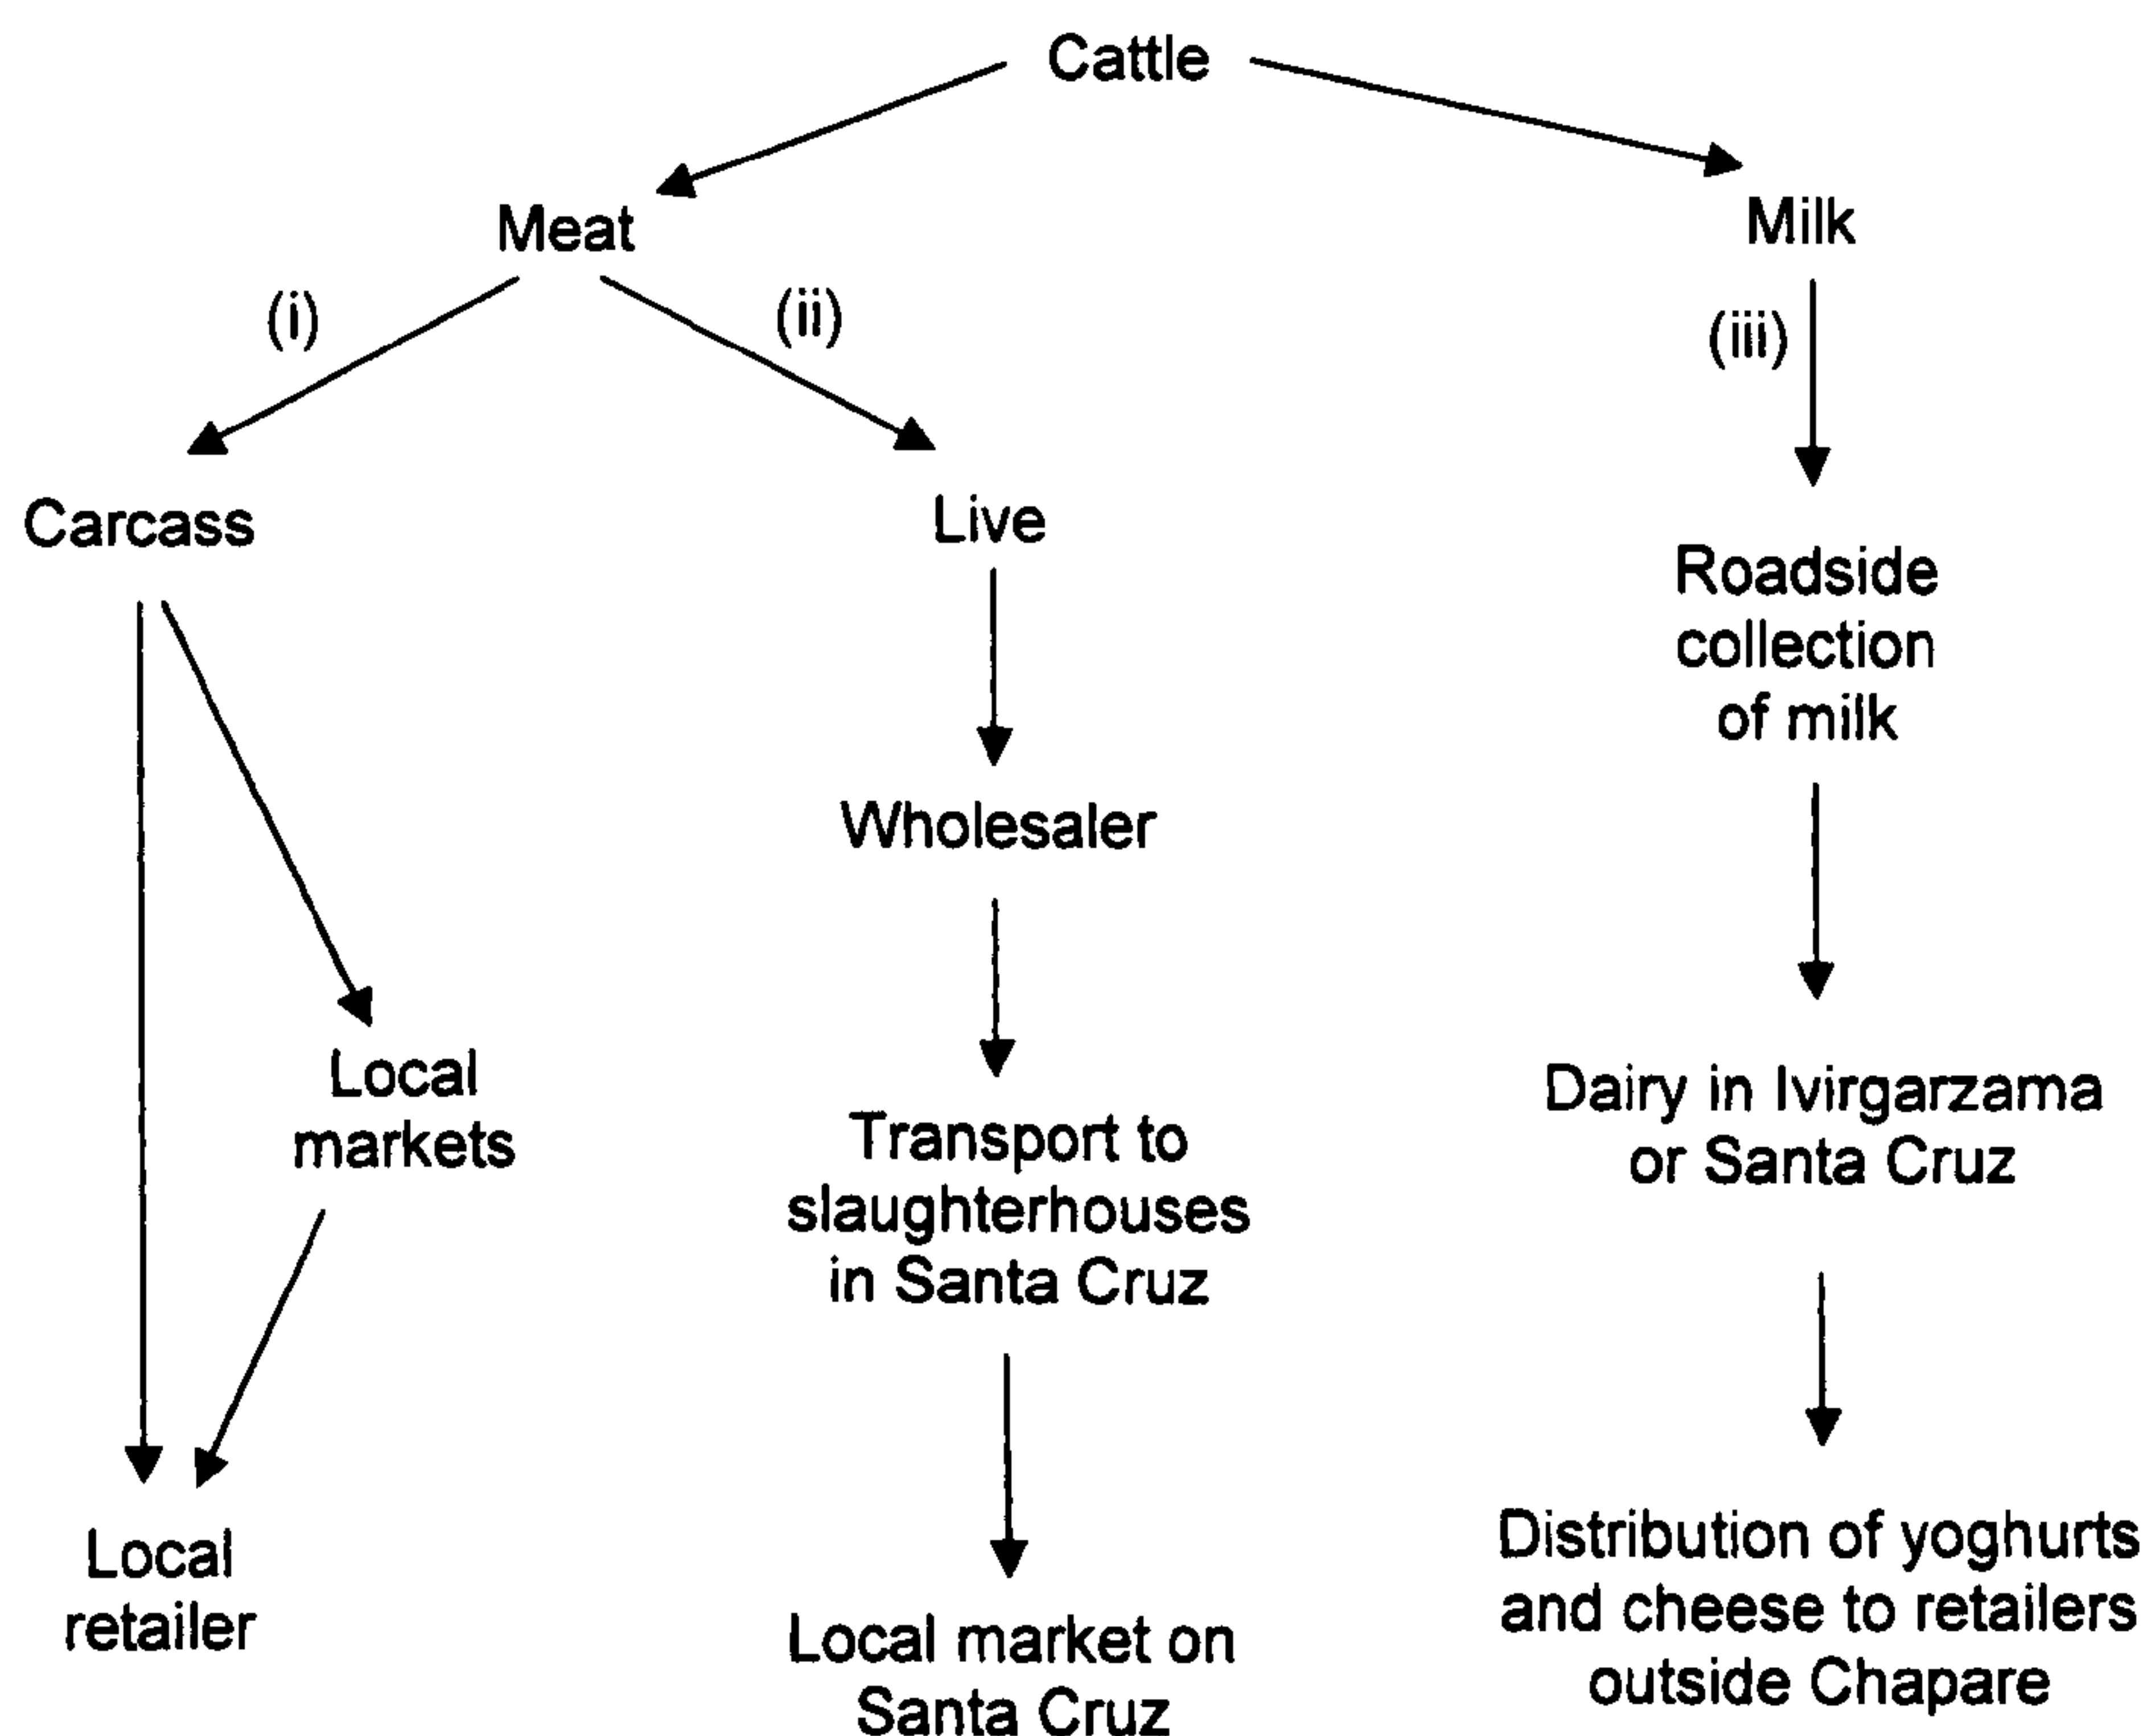 Cattle
Meat
Milk
(i)
(ii)
(iii)
Carcass
Live
Roadside
collection
of milk
Wholesaler
Local
markets
Transport to
slaughterhouses
in Santa Cruz
Dairy in Ivirgarzama
or Santa Cruz
Local
retailer
Local market on
Santa Cruz
Distribution of yoghurts
and cheese to retailers
outside Chapare